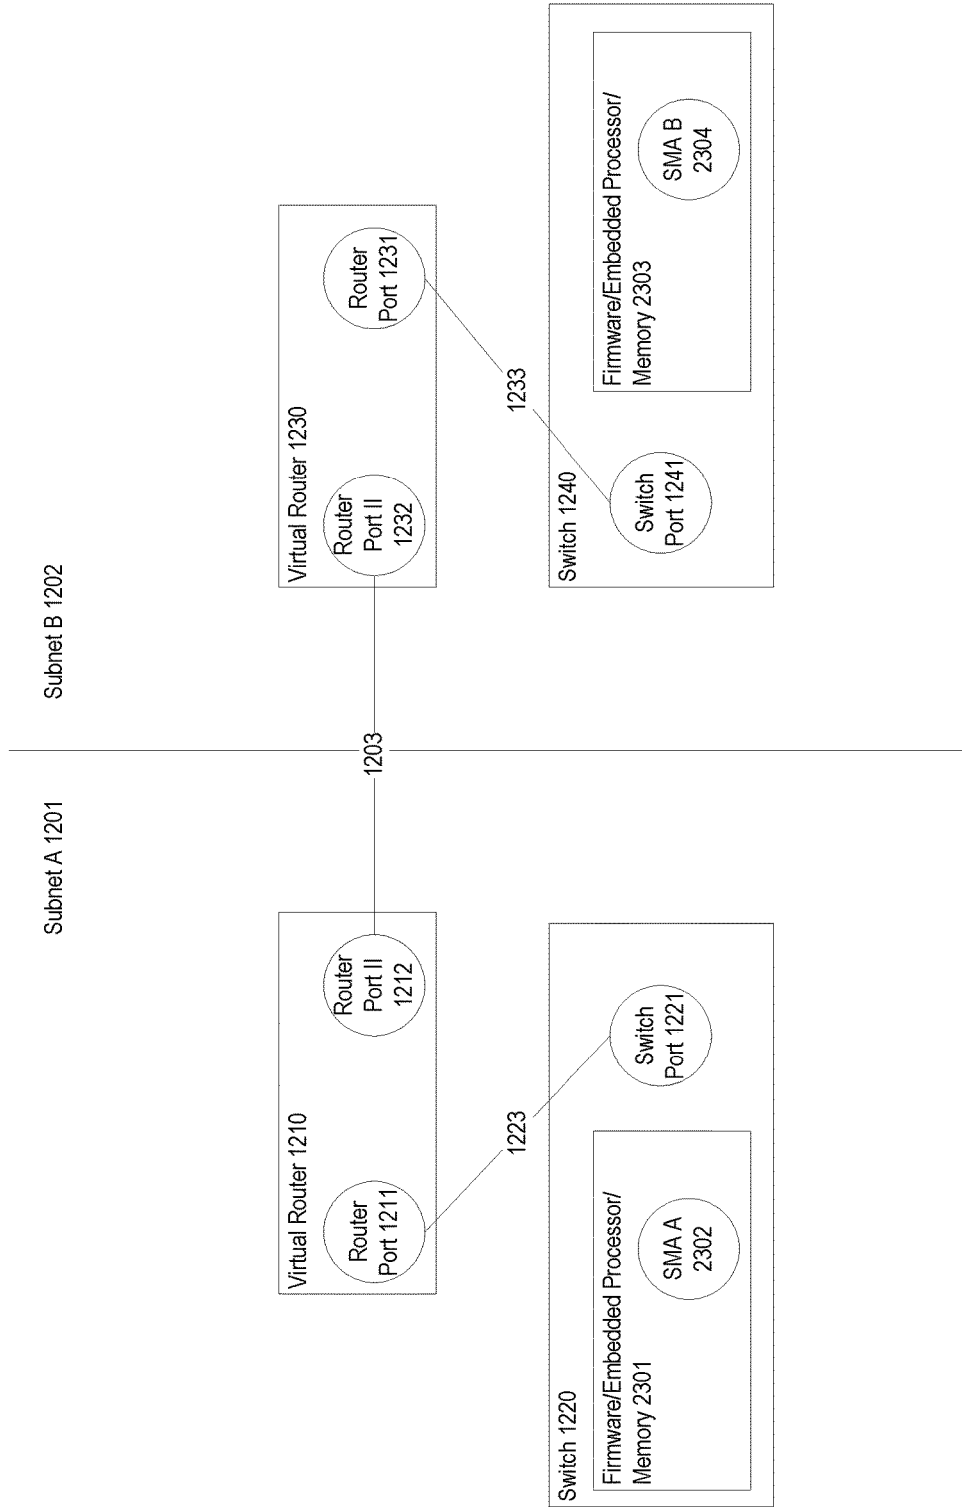 Subnet A 1201
Subnet B 1202
Virtual Router 1210
Router
Port 1211
Router
Port II
1212
1203
Virtual Router 1230
Router
Port II
1232
Router
Port 1231
1223
1233
Switch 1220
Firmware/Embedded Processor/
Memory 2301
SMA A
2302
Switch
Port 1221
Switch 1240
Switch
Port 1241
Firmware/Embedded Processor/
Memory 2303
SMA B
2304